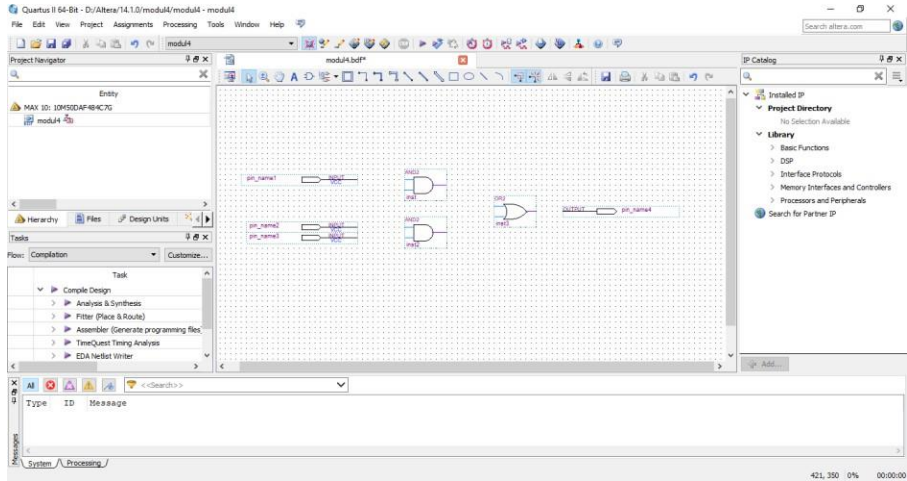 Quartus II 64-Bit - D:/Altera/14.1.0/modul4/modul4 - modul4
File Edit View Project Assignments Processing Tools Window Help
Search altera.com
modul4
Project Navigator
modul4.bdf*
IP Catalog
Entity
MAX 10: 10M50DAF484C7G
modul4
Installed IP
Project Directory
No Selection Available
Library
Basic Functions
DSP
Interface Protocols
Memory Interfaces and Controllers
Processors and Peripherals
Search for Partner IP
AND2
pin_name1 INPUT
VCC
inst
OR2
OUTPUT pin_name4
inst3
pin_name2 INPUT
VCC
pin_name3 INPUT
VCC
inst2
Hierarchy Files Design Units
Tasks
Flow: Compilation Customize...
Task
Compile Design
Analysis & Synthesis
Fitter (Place & Route)
Assembler (Generate programming files
TimeQuest Timing Analysis
EDA Netlist Writer
Add...
All <<Search>>
Type ID Message
Messages
System Processing
421, 350 0% 00:00:00